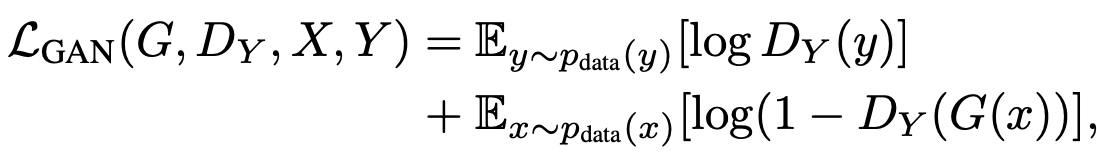 ℒ_GAN(G, D_Y, X, Y) = 𝔼_{y∼p_data(y)}[log D_Y(y)]
+ 𝔼_{x∼p_data(x)}[log(1 − D_Y(G(x))],